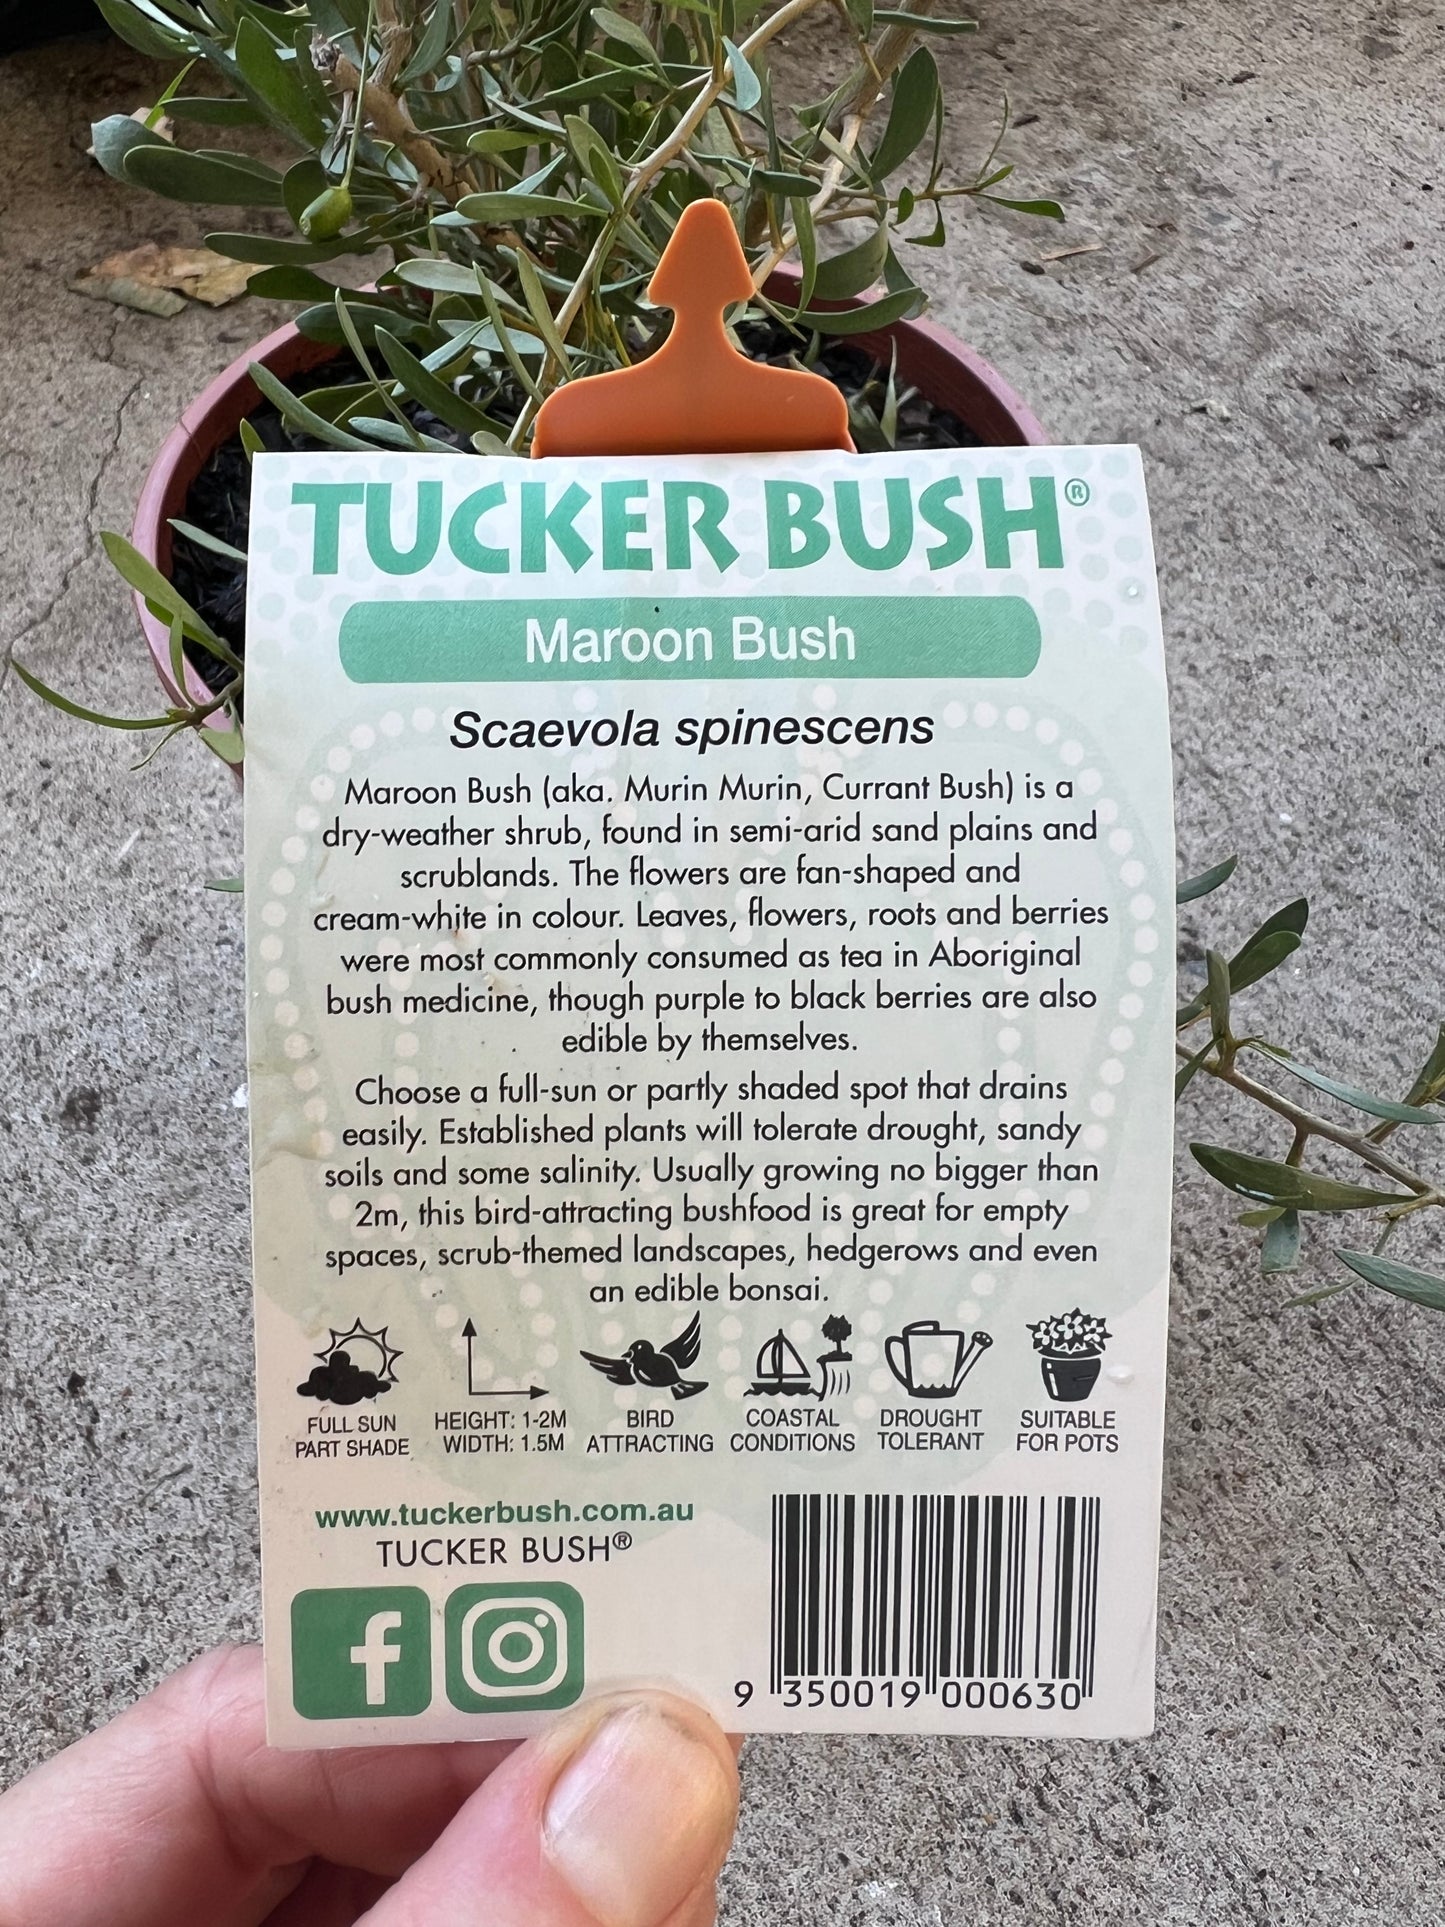 TUCKER BUSH®
Maroon Bush
Scaevola spinescens
Maroon Bush (aka. Murin Murin, Currant Bush) is a
dry-weather shrub, found in semi-arid sand plains and
scrublands. The flowers are fan-shaped and
cream-white in colour. Leaves, flowers, roots and berries
were most commonly consumed as tea in Aboriginal
bush medicine, though purple to black berries are also
edible by themselves.
Choose a full-sun or partly shaded spot that drains
easily. Established plants will tolerate drought, sandy
soils and some salinity. Usually growing no bigger than
2m, this bird-attracting bushfood is great for empty
spaces, scrub-themed landscapes, hedgerows and even
an edible bonsai.
FULL SUN
PART SHADE
HEIGHT: 1-2M
WIDTH: 1.5M
BIRD
ATTRACTING
COASTAL
CONDITIONS
DROUGHT
TOLERANT
SUITABLE
FOR POTS
www.tuckerbush.com.au
TUCKER BUSH®
f
9 350019 000630